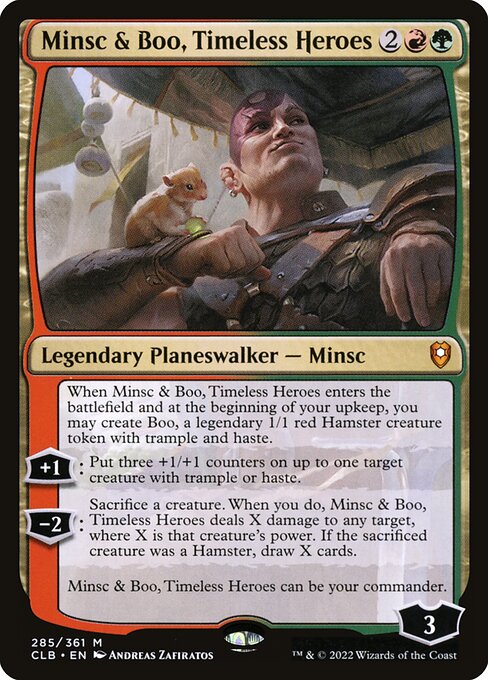 Minsc & Boo, Timeless Heroes 2
Legendary Planeswalker — Minsc
When Minsc & Boo, Timeless Heroes enters the
battlefield and at the beginning of your upkeep, you
may create Boo, a legendary 1/1 red Hamster creature
token with trample and haste.
+1: Put three +1/+1 counters on up to one target
creature with trample or haste.
Sacrifice a creature. When you do, Minsc & Boo,
−2: Timeless Heroes deals X damage to any target,
where X is that creature's power. If the sacrificed
creature was a Hamster, draw X cards.
Minsc & Boo, Timeless Heroes can be your commander.
3
285/361 M
CLB • EN Andreas Zafiratos
™ & © 2022 Wizards of the Coast